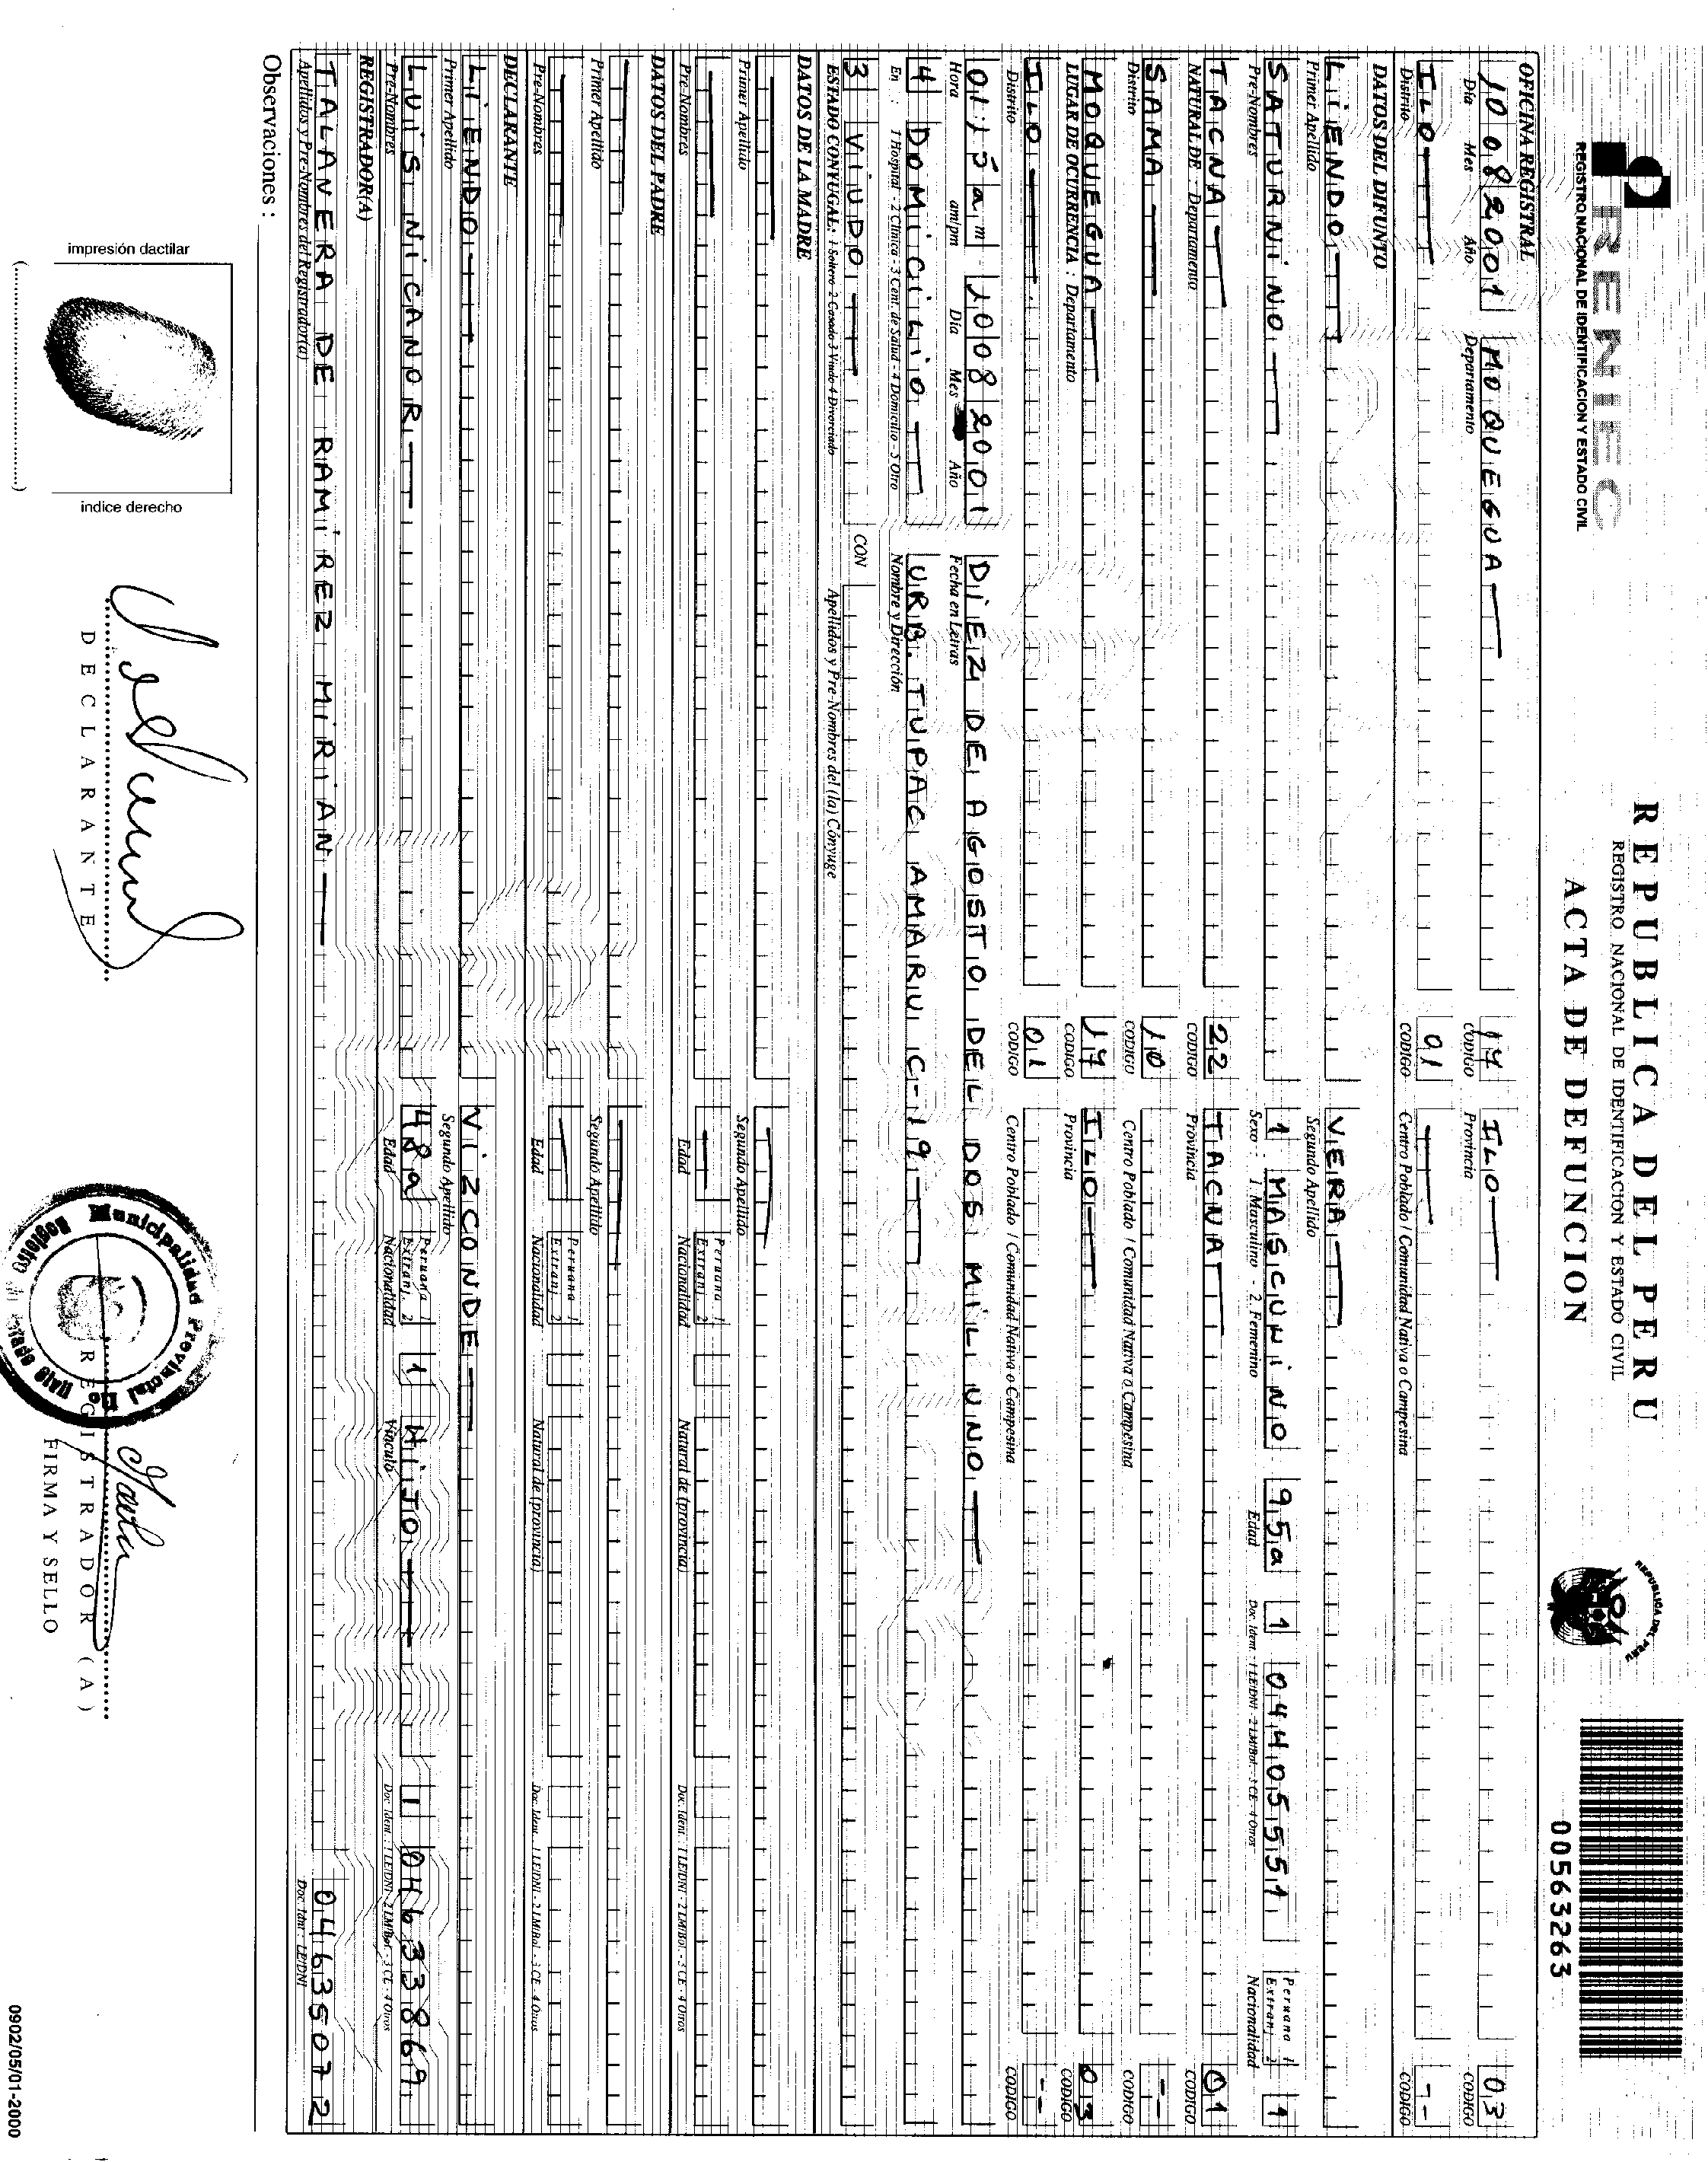 RENIEC
REGISTRO NACIONAL DE IDENTIFICACION Y ESTADO CIVIL
REPUBLICA DEL PERU
REGISTRO NACIONAL DE IDENTIFICACION Y ESTADO CIVIL
ACTA DE DEFUNCION
REPUBLICA DEL PERU
00563263
OFICINA REGISTRAL
10 08 2001 MOQUEGUA 17 ILO 03
Día Mes Año Departamento CODIGO Provincia CODIGO
ILO 01 --
Distrito CODIGO Centro Poblado / Comunidad Nativa o Campesina CODIGO
DATOS DEL DIFUNTO
LIENDO VERA
Primer Apellido Segundo Apellido
SATURNINO 1 MASCUNINO 95a 1 04405551 Peruana 1 Extranj. 2 1
Pre-Nombres Sexo : 1. Masculino - 2. Femenino Edad Doc. Ident. : 1 LE/DNI - 2 LM/Bol. - 3 CE - 4 Otros Nacionalidad
TACNA 22 TACNA 01
NATURAL DE - Departamento CODIGO Provincia CODIGO
SAMA 10 --
Distrito CODIGO Centro Poblado / Comunidad Nativa o Campesina CODIGO
MOQUEGUA 17 ILO 03
LUGAR DE OCURRENCIA : Departamento CODIGO Provincia CODIGO
ILO 01 --
Distrito CODIGO Centro Poblado / Comunidad Nativa o Campesina CODIGO
01:15 am 10 08 2001 DIEZ DE AGOSTO DEL DOS MIL UNO
Hora am/pm Día Mes Año Fecha en Letras
4 DOMICILIO URB. TUPAC AMARU C-19
En : 1 Hospital - 2 Clínica - 3 Cent. de Salud - 4 Domicilio - 5 Otro Nombre y Dirección
3 VIUDO CON
ESTADO CONYUGAL: 1 Soltero 2 Casado 3 Viudo 4 Divorciado Apellidos y Pre-Nombres del (la) Cónyuge
DATOS DE LA MADRE
Primer Apellido Segundo Apellido
Peruana 1 Extranj. 2
Pre-Nombres Edad Nacionalidad Natural de (provincia) Doc. Ident. : 1 LE/DNI - 2 LM/Bol. - 3 CE - 4 Otros
DATOS DEL PADRE
Primer Apellido Segundo Apellido
Peruana 1 Extranj. 2
Pre-Nombres Edad Nacionalidad Natural de (provincia) Doc. Ident. : 1 LE/DNI - 2 LM/Bol. - 3 CE - 4 Otros
DECLARANTE
LIENDO VIZCONDE
Primer Apellido Segundo Apellido
LUIS NICANOR 48a Peruana 1 Extranj. 2 1 HIJO 1 04633869
Pre-Nombres Edad Nacionalidad Vínculo Doc. Ident. : 1 LE/DNI - 2 LM/Bol. - 3 CE - 4 Otros
REGISTRADOR(A)
TALAVERA DE RAMIREZ MIRIAN 04635072
Apellidos y Pre-Nombres del Registrador(a) Doc. Idnt : LE/DNI
Observaciones :
impresión dactilar
indice derecho
DECLARANTE
Municipalidad Provincial De
REGISTRADOR(A)
FIRMA Y SELLO
0902/05/01-2000